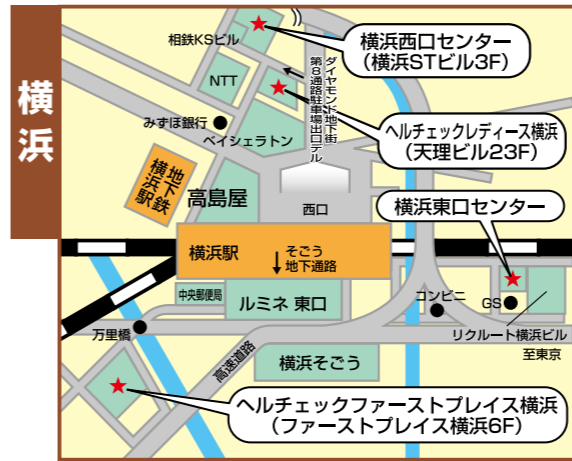 横浜
相鉄KSビル
横浜西口センター
(横浜STビル3F)
NTT
ダイヤモンド地下街
第8通路駐車場出口デル
みずほ銀行
ベイシェラトン
ヘルチェックレディース横浜
(天理ビル23F)
地下鉄
横浜駅
高島屋
西口
横浜東口センター
横浜駅
そごう
地下通路
中央郵便局
ルミネ 東口
コンビニ
GS
万里橋
リクルート横浜ビル
至東京
高速道路
横浜そごう
ヘルチェックファーストプレイス横浜
(ファーストプレイス横浜6F)